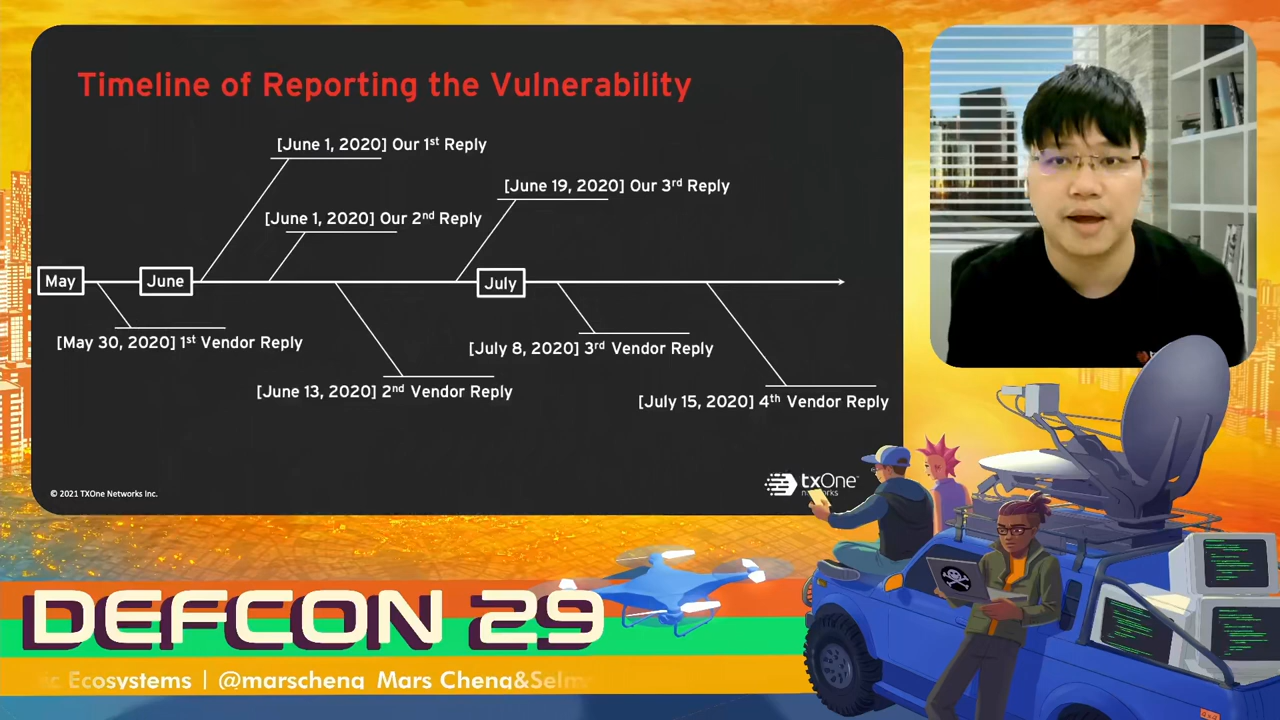 Timeline of Reporting the Vulnerability
[June 1, 2020] Our 1st Reply
[June 19, 2020] Our 3rd Reply
[June 1, 2020] Our 2nd Reply
May
June
July
[May 30, 2020] 1st Vendor Reply
[July 8, 2020] 3rd Vendor Reply
[June 13, 2020] 2nd Vendor Reply
[July 15, 2020] 4th Vendor Reply
txOne
© 2021 TXOne Networks Inc.
DEFCON 29
Ecosystems | @marscheng_ Mars Cheng&Selm